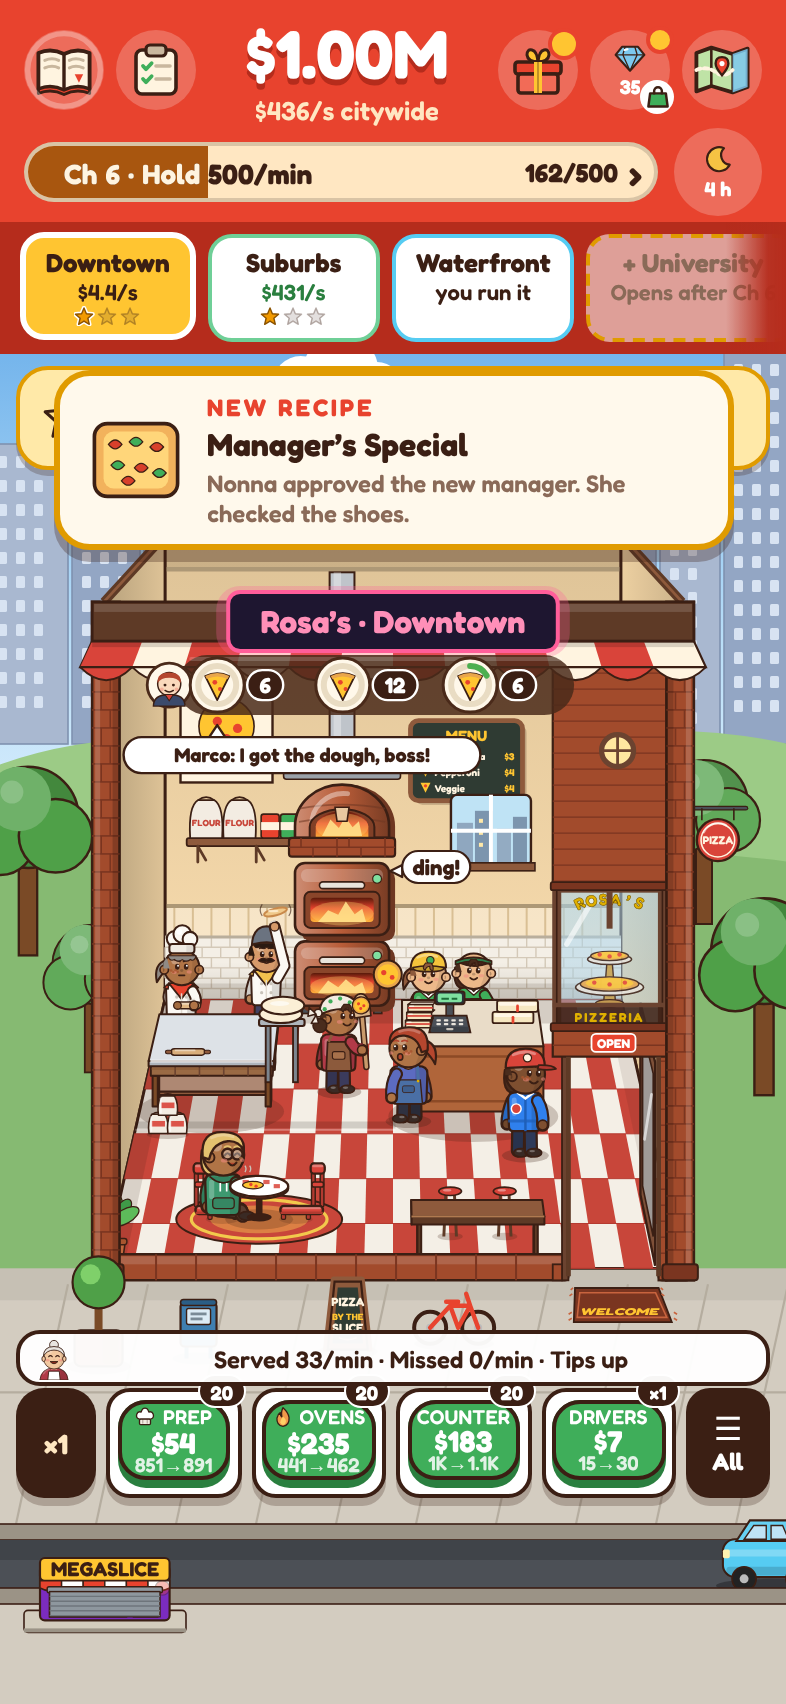 $1.00M
$436/s citywide
35
Ch 6 · Hold 500/min
162/500
4 h
Downtown
$4.4/s
Suburbs
$431/s
Waterfront
you run it
+ University
Opens after Ch 6
NEW RECIPE
Manager's Special
Nonna approved the new manager. She
checked the shoes.
Rosa's · Downtown
6
12
6
Marco: I got the dough, boss!
MENU
$3
Pepperoni $4
Veggie $4
FLOUR FLOUR
ding!
PIZZA
ROSA'S
PIZZERIA
OPEN
WELCOME
PIZZA
BY THE
SLICE
Served 33/min · Missed 0/min · Tips up
x1
20
PREP
$54
851→891
20
OVENS
$235
441→462
20
COUNTER
$183
1K→1.1K
x1
DRIVERS
$7
15→30
All
MEGASLICE